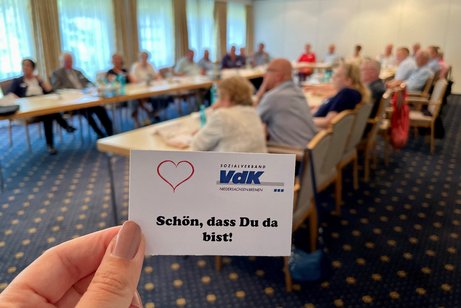 SOZIALVERBAND
VdK
NIEDERSACHSEN-BREMEN
Schön, dass Du da
bist!